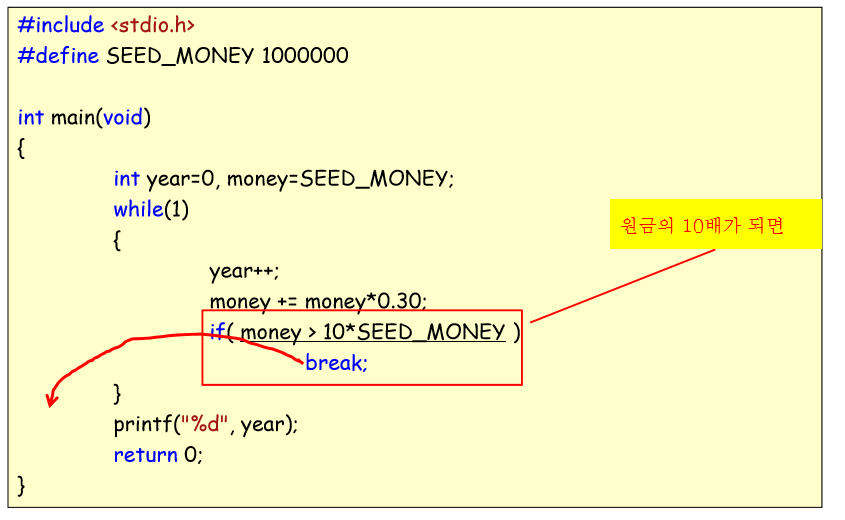 #include <stdio.h>
#define SEED_MONEY 1000000
int main(void)
{
int year=0, money=SEED_MONEY;
while(1)
{
원금의 10배가 되면
year++;
money += money*0.30;
if( money > 10*SEED_MONEY )
break;
}
printf("%d", year);
return 0;
}